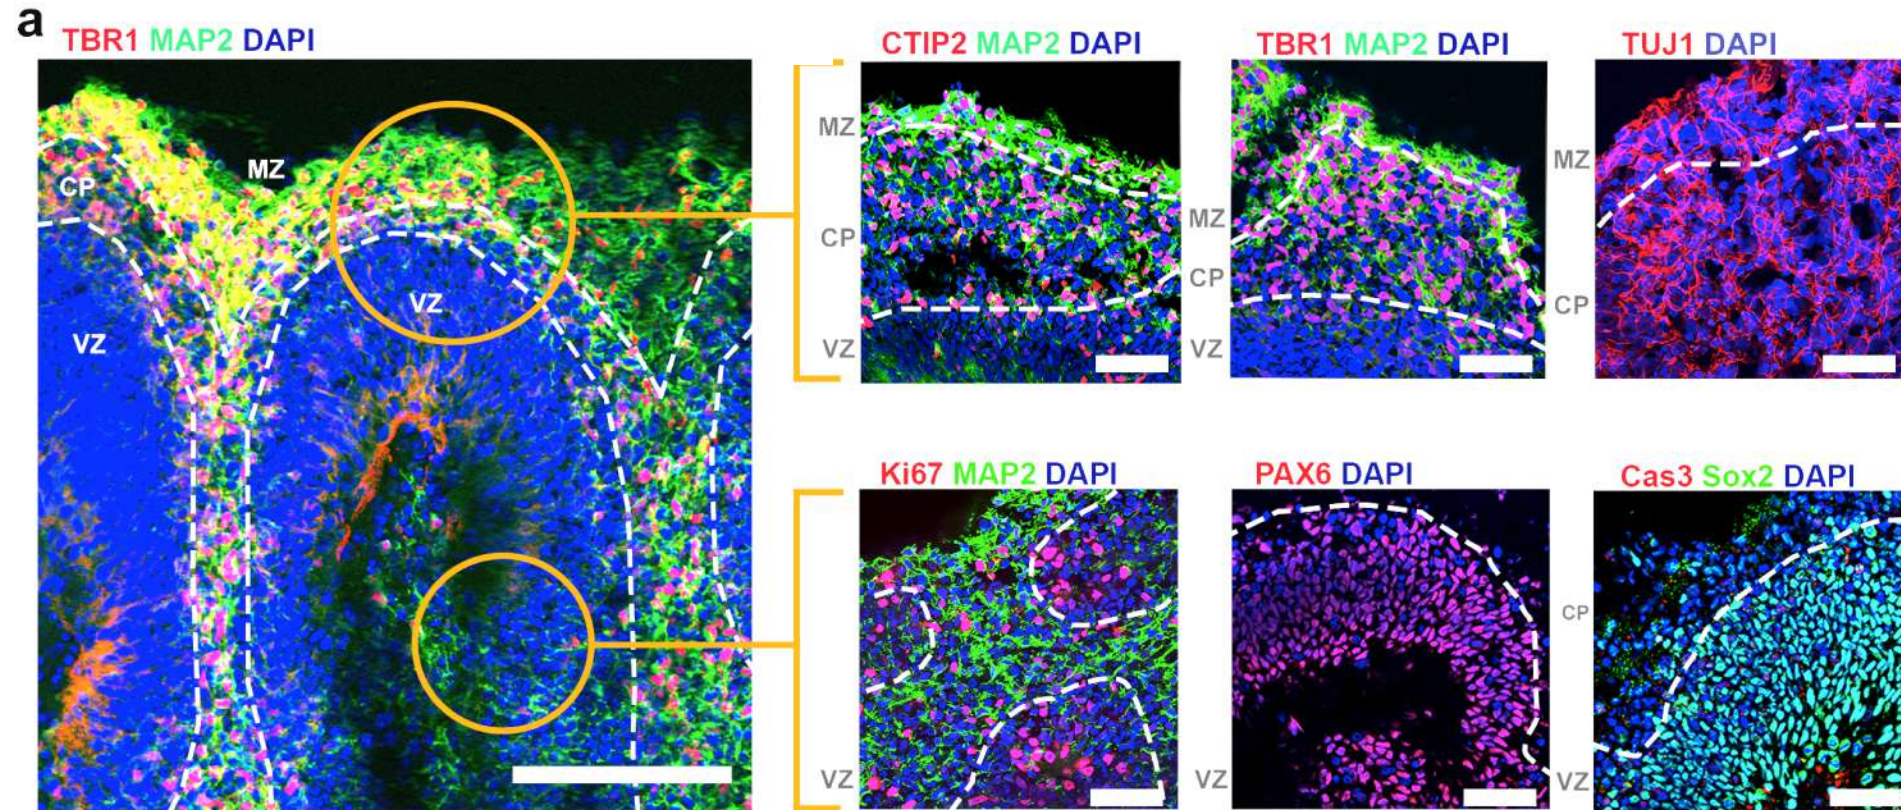 a
TBR1 MAP2 DAPI
MZ
CP
VZ
VZ
CTIP2 MAP2 DAPI
MZ
CP
VZ
TBR1 MAP2 DAPI
MZ
CP
VZ
TUJ1 DAPI
MZ
CP
Ki67 MAP2 DAPI
VZ
PAX6 DAPI
VZ
Cas3 Sox2 DAPI
CP
VZ